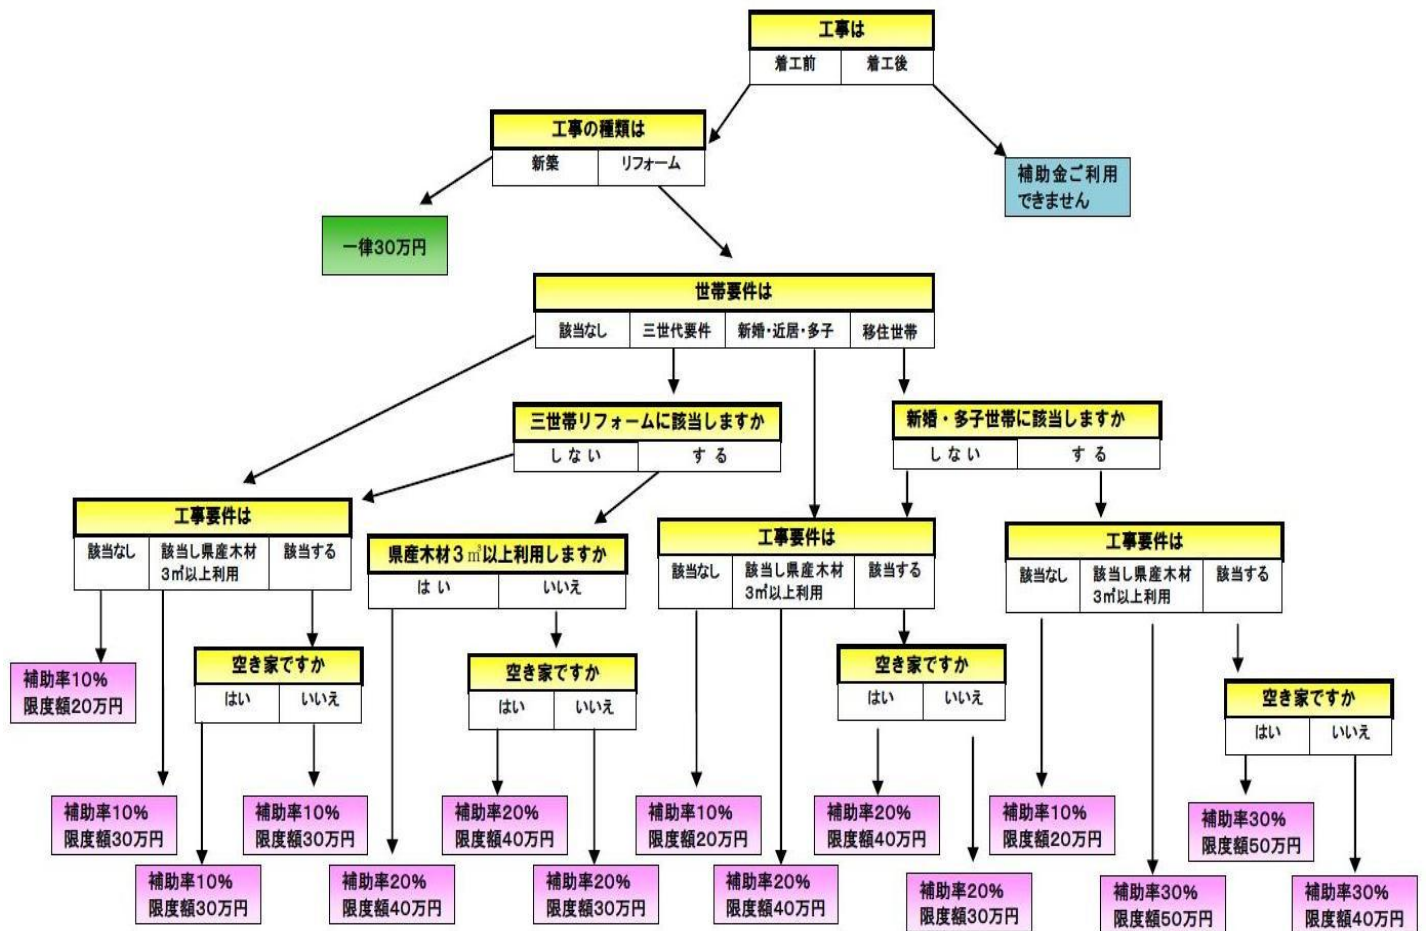 工事は
着工前 着工後
工事の種類は
新築 リフォーム
補助金ご利用
できません
一律30万円
世帯要件は
該当なし 三世代要件 新婚・近居・多子 移住世帯
三世帯リフォームに該当しますか
しない する
新婚・多子世帯に該当しますか
しない する
工事要件は
該当なし 該当し県産木材 該当する
3㎥以上利用
県産木材3㎥以上利用しますか
はい いいえ
工事要件は
該当なし 該当し県産木材 該当する
3㎥以上利用
工事要件は
該当なし 該当し県産木材 該当する
3㎥以上利用
空き家ですか
はい いいえ
空き家ですか
はい いいえ
空き家ですか
はい いいえ
空き家ですか
はい いいえ
補助率10%
限度額20万円
補助率10%
限度額30万円
補助率10%
限度額30万円
補助率10%
限度額30万円
補助率20%
限度額40万円
補助率20%
限度額40万円
補助率20%
限度額30万円
補助率10%
限度額20万円
補助率20%
限度額40万円
補助率20%
限度額40万円
補助率20%
限度額30万円
補助率10%
限度額20万円
補助率30%
限度額50万円
補助率30%
限度額50万円
補助率30%
限度額40万円